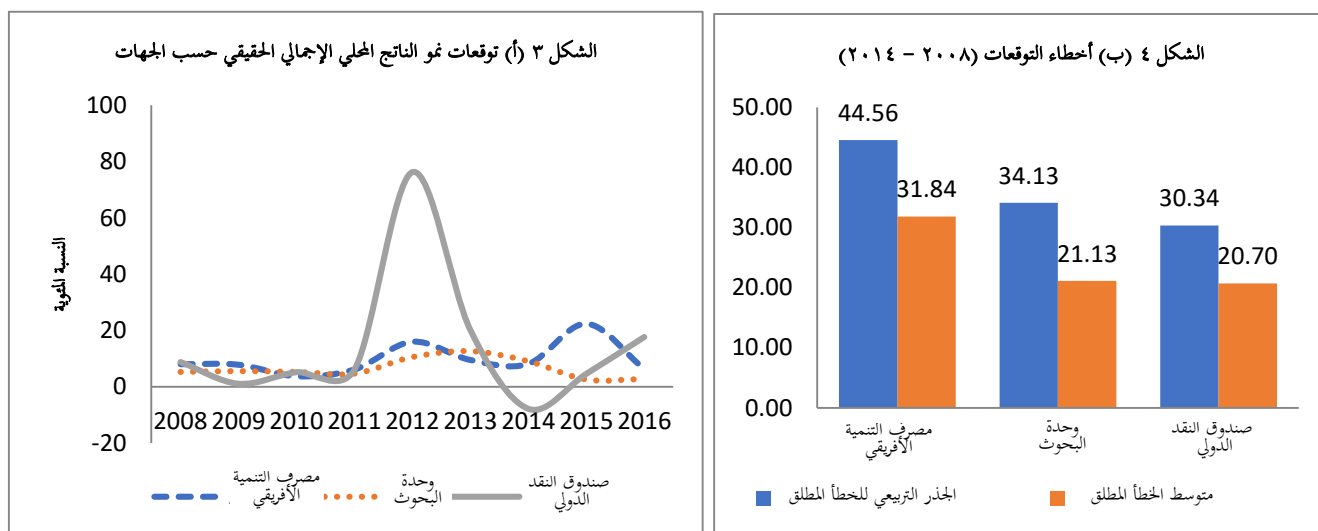 الشكل ٣ (أ) توقعات نمو الناتج المحلي الإجمالي الحقيقي حسب الجهات
النسبة المئوية
100
80
60
40
20
0
-20
2008 2009 2010 2011 2012 2013 2014 2015 2016
مصرف التنمية
الأفريقي
وحدة
البحوث
صندوق النقد
الدولي
الشكل ٤ (ب) أخطاء التوقعات (٢٠٠٨ – ٢٠١٤)
50.00
40.00
30.00
20.00
10.00
0.00
44.56
31.84
34.13
21.13
30.34
20.70
مصرف التنمية
الأفريقي
وحدة
البحوث
صندوق النقد
الدولي
الجذر التربيعي للخطأ المطلق
متوسط الخطأ المطلق